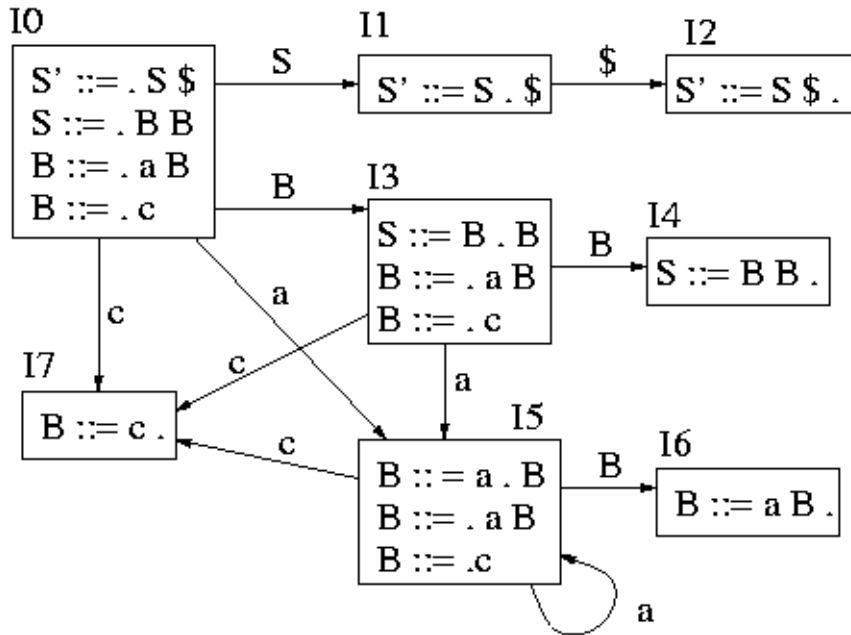 I0
S' ::= . S $
S ::= . B B
B ::= . a B
B ::= . c
S
I1
S' ::= S . $
$
I2
S' ::= S $ .
B
I3
S ::= B . B
B ::= . a B
B ::= . c
B
I4
S ::= B B .
c
a
c
a
I7
B ::= c .
c
I5
B :: = a . B
B ::= . a B
B ::= .c
B
I6
B ::= a B .
a